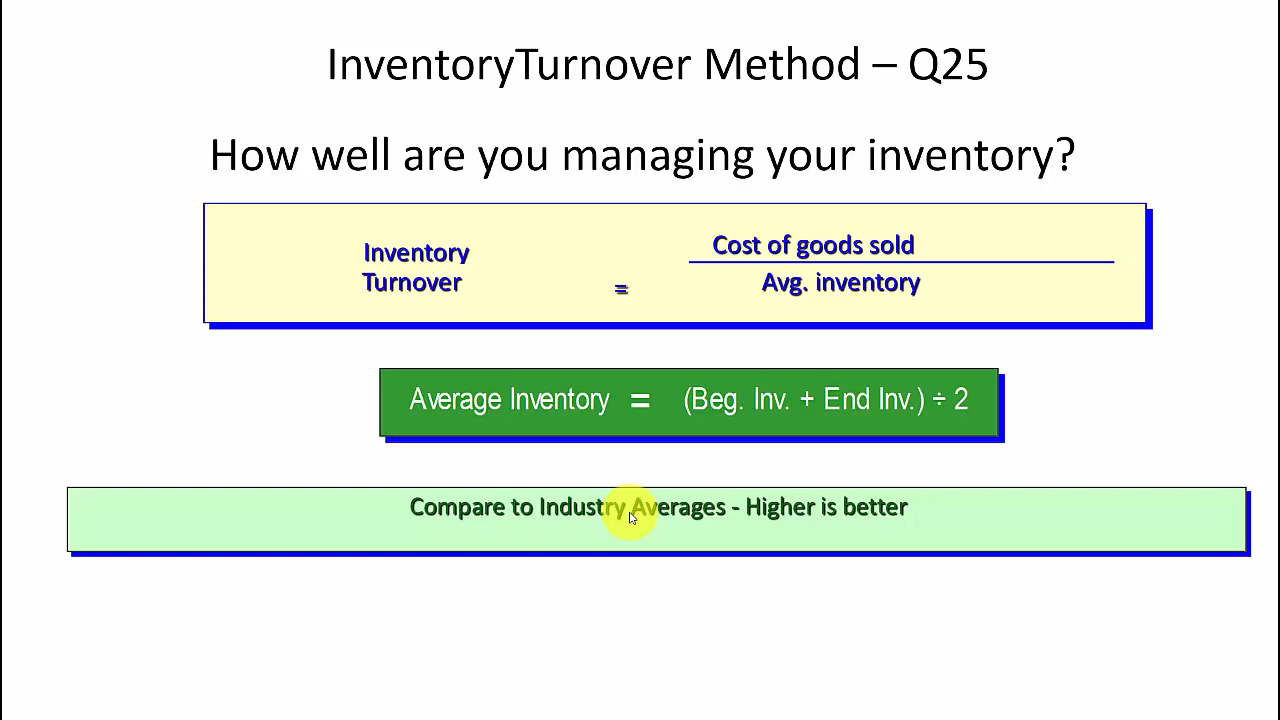 InventoryTurnover Method – Q25
How well are you managing your inventory?
Inventory
Turnover
=
Cost of goods sold
Avg. inventory
Average Inventory = (Beg. Inv. + End Inv.) ÷ 2
Compare to Industry Averages - Higher is better